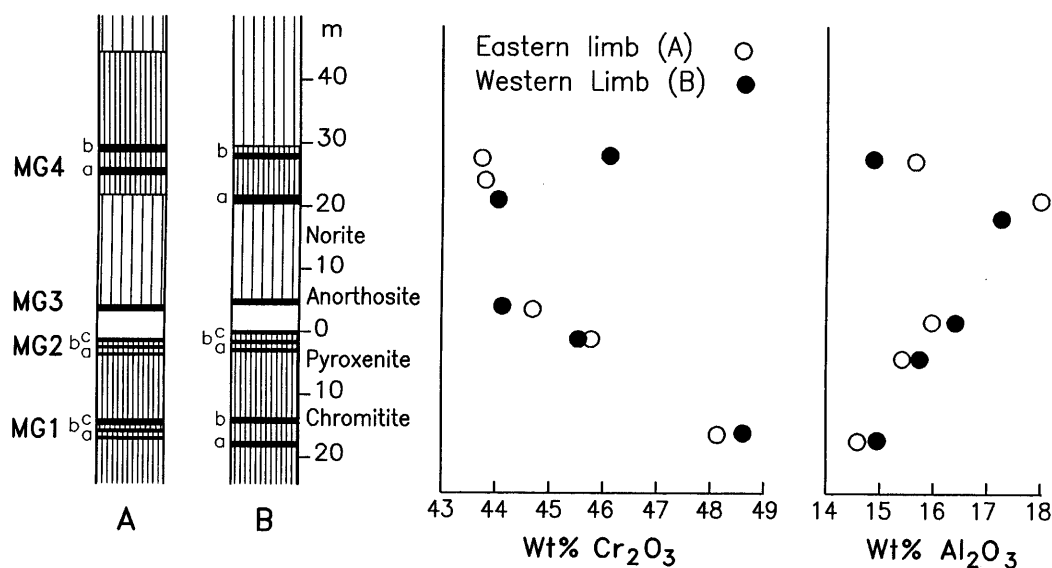 m
Eastern limb (A)
Western Limb (B)
40
b
30
MG4
b
a
a
20
Norite
10
MG3
Anorthosite
0
MG2 b c
a
b c
a
Pyroxenite
10
MG1 b c
a
b
Chromitite
a
20
A
B
43 44 45 46 47 48 49
Wt% Cr₂O₃
14 15 16 17 18
Wt% Al₂O₃